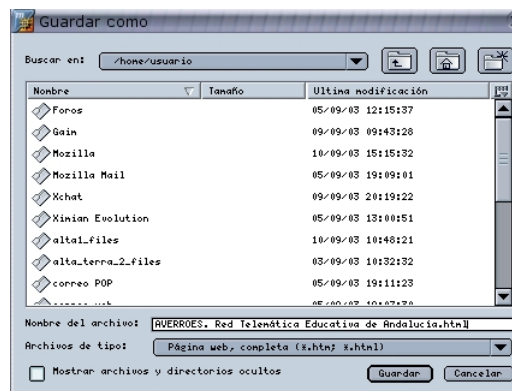 Guardar como
Buscar en: /home/usuario
Nombre Tamaño Ultima modificación
Foros 05/09/03 12:15:37
Gaim 09/09/03 09:43:28
Mozilla 10/09/03 15:15:32
Mozilla Mail 05/09/03 19:09:01
Xchat 09/09/03 20:19:22
Ximian Evolution 05/09/03 13:00:51
alta1_files 10/09/03 10:48:21
alta_terra_2_files 03/09/03 10:32:32
correo POP 05/09/03 19:11:23
Nombre del archivo: AVERROES. Red Telemática Educativa de Andalucía.html
Archivos de tipo: Página web, completa (*.htm; *.html)
Mostrar archivos y directorios ocultos Guardar Cancelar